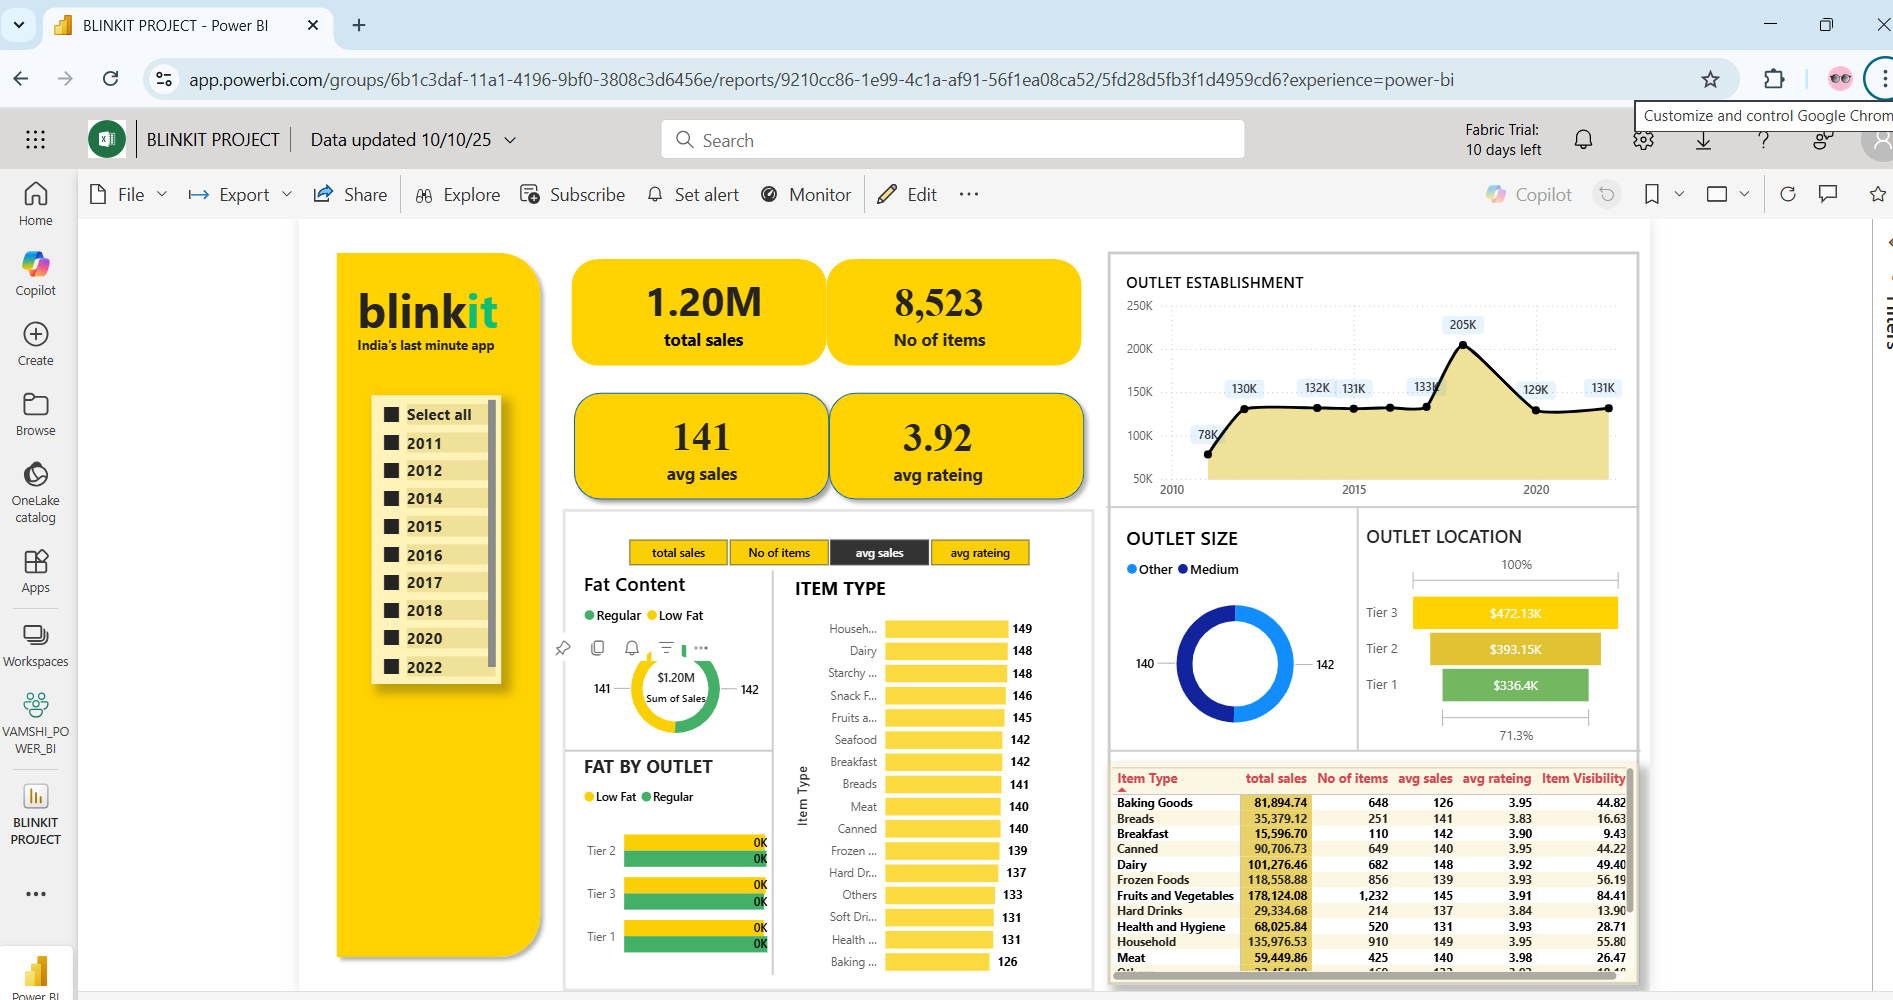 BLINKIT PROJECT - Power BI
app.powerbi.com/groups/6b1c3daf-11a1-4196-9bf0-3808c3d6456e/reports/9210cc86-1e99-4c1a-af91-56f1ea08ca52/5fd28d5fb3f1d4959cd6?experience=power-bi
Customize and control Google Chrom
BLINKIT PROJECT
Data updated 10/10/25
Search
Fabric Trial:
10 days left
File
Export
Share
Explore
Subscribe
Set alert
Monitor
Edit
Copilot
Home
Copilot
Create
Browse
OneLake
catalog
Apps
Workspaces
VAMSHI_PO
WER_BI
BLINKIT
PROJECT
Power BI
Filters
blinkit
India's last minute app
Select all
2011
2012
2014
2015
2016
2017
2018
2020
2022
1.20M
total sales
8,523
No of items
141
avg sales
3.92
avg rateing
total sales
No of items
avg sales
avg rateing
Fat Content
Regular Low Fat
141
$1.20M
Sum of Sales
142
FAT BY OUTLET
Low Fat Regular
Tier 2
0K
0K
Tier 3
0K
0K
Tier 1
0K
0K
ITEM TYPE
Item Type
Househ... 149
Dairy 148
Starchy ... 148
Snack F... 146
Fruits a... 145
Seafood 142
Breakfast 142
Breads 141
Meat 140
Canned 140
Frozen ... 139
Hard Dr... 137
Others 133
Soft Dri... 131
Health ... 131
Baking ... 126
OUTLET ESTABLISHMENT
250K
200K
150K
100K
50K
78K
130K
132K
131K
133K
205K
129K
131K
2010
2015
2020
OUTLET SIZE
Other Medium
140
142
OUTLET LOCATION
100%
Tier 3 $472.13K
Tier 2 $393.15K
Tier 1 $336.4K
71.3%
Item Type total sales No of items avg sales avg rateing Item Visibility
Baking Goods 81,894.74 648 126 3.95 44.82
Breads 35,379.12 251 141 3.83 16.63
Breakfast 15,596.70 110 142 3.90 9.43
Canned 90,706.73 649 140 3.95 44.22
Dairy 101,276.46 682 148 3.92 49.40
Frozen Foods 118,558.88 856 139 3.93 56.19
Fruits and Vegetables 178,124.08 1,232 145 3.91 84.41
Hard Drinks 29,334.68 214 137 3.84 13.90
Health and Hygiene 68,025.84 520 131 3.93 28.71
Household 135,976.53 910 149 3.95 55.80
Meat 59,449.86 425 140 3.98 26.47